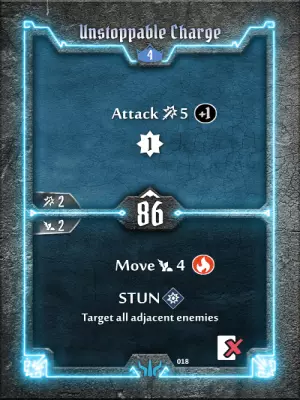 Unstoppable Charge
4
Attack 5 +1
1
2
86
2
Move 4
STUN
Target all adjacent enemies
018